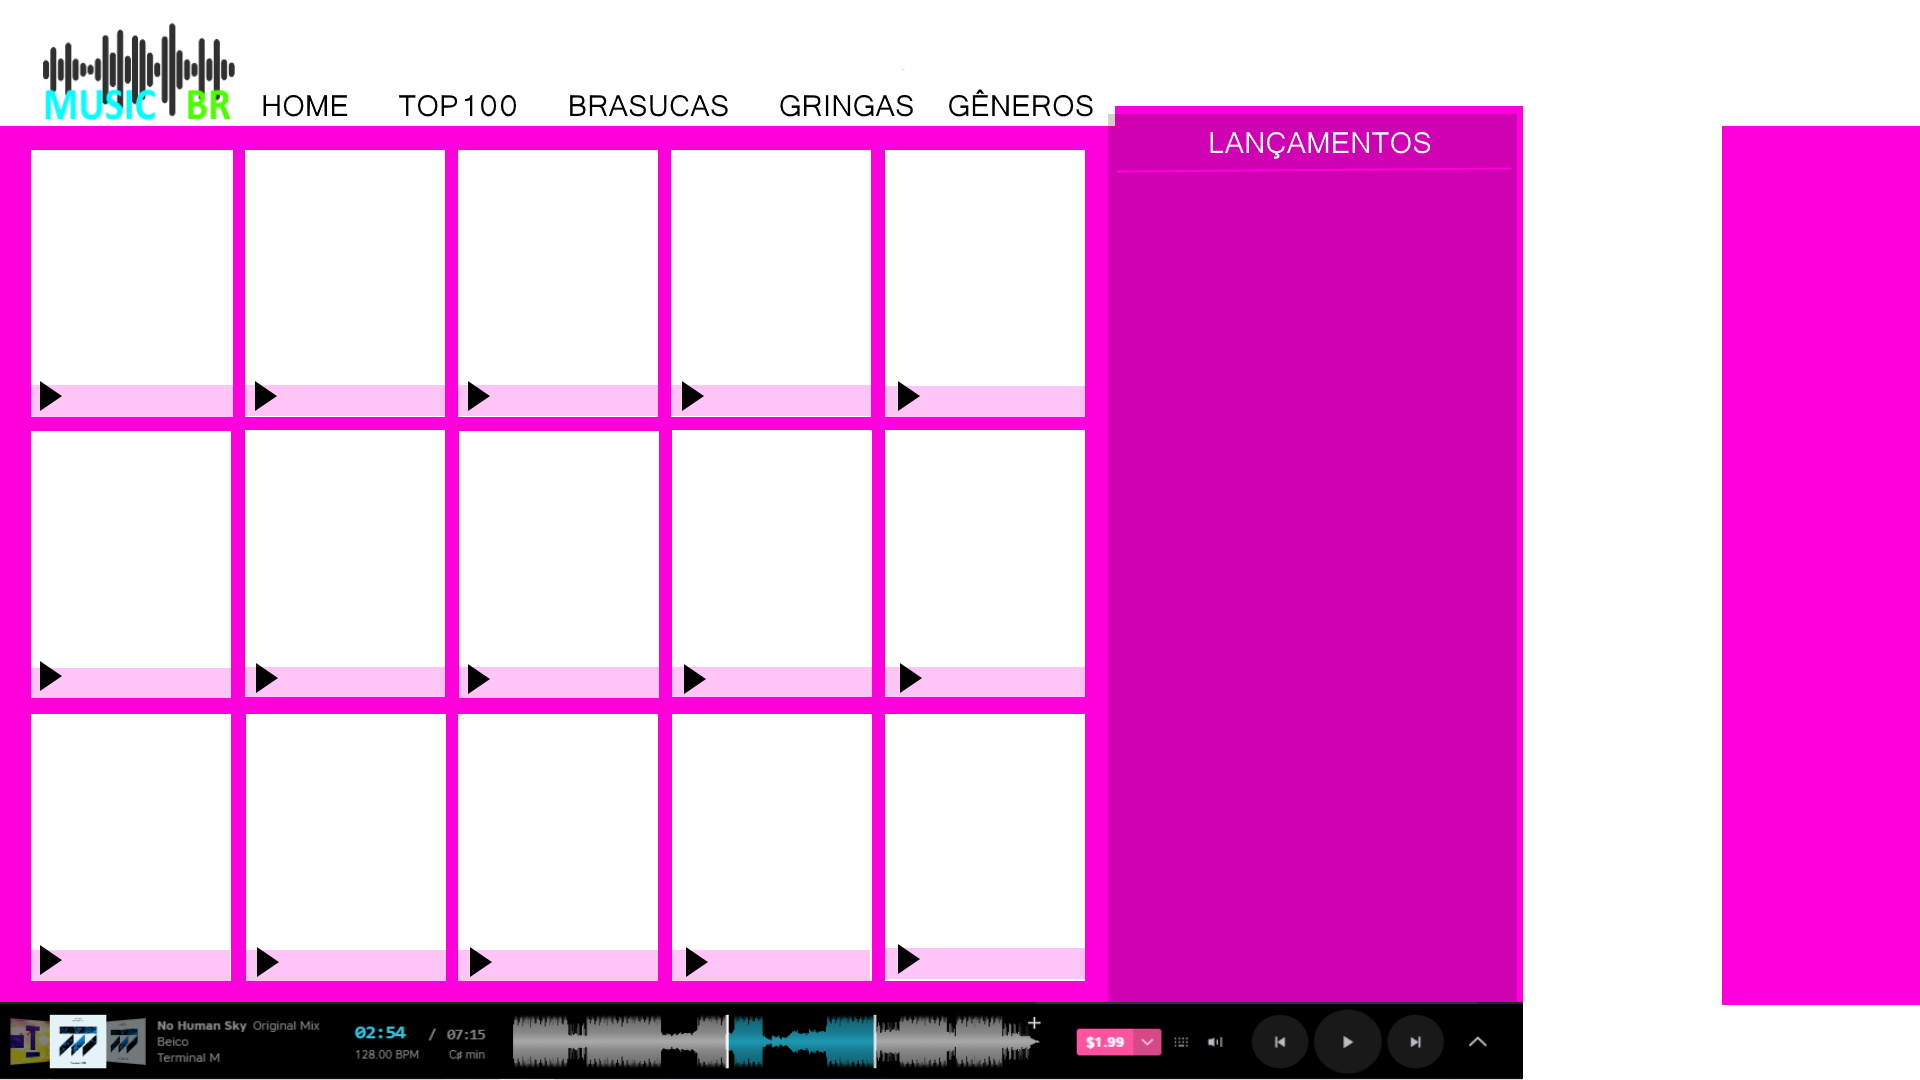 MUSIC BR
HOME TOP100 BRASUCAS GRINGAS GÊNEROS
LANÇAMENTOS
No Human Sky Original Mix
Beico
Terminal M
02:54 / 07:15
128.00 BPM C♯ min
$1.99